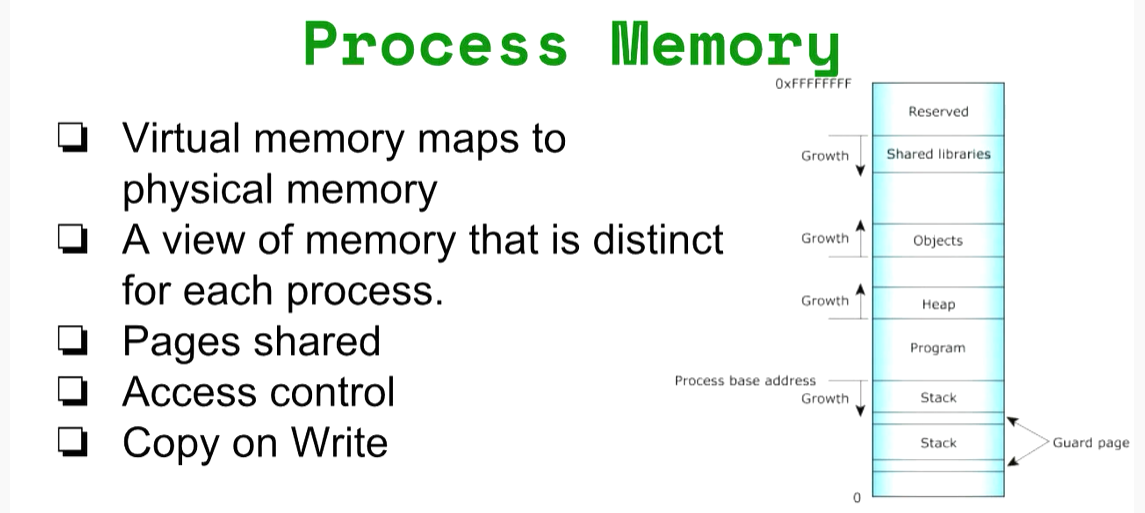 Process Memory
Virtual memory maps to
physical memory
A view of memory that is distinct
for each process.
Pages shared
Access control
Copy on Write
0xFFFFFFFF
Reserved
Growth
Shared libraries
Growth
Objects
Growth
Heap
Program
Process base address
Growth
Stack
Stack
Guard page
0